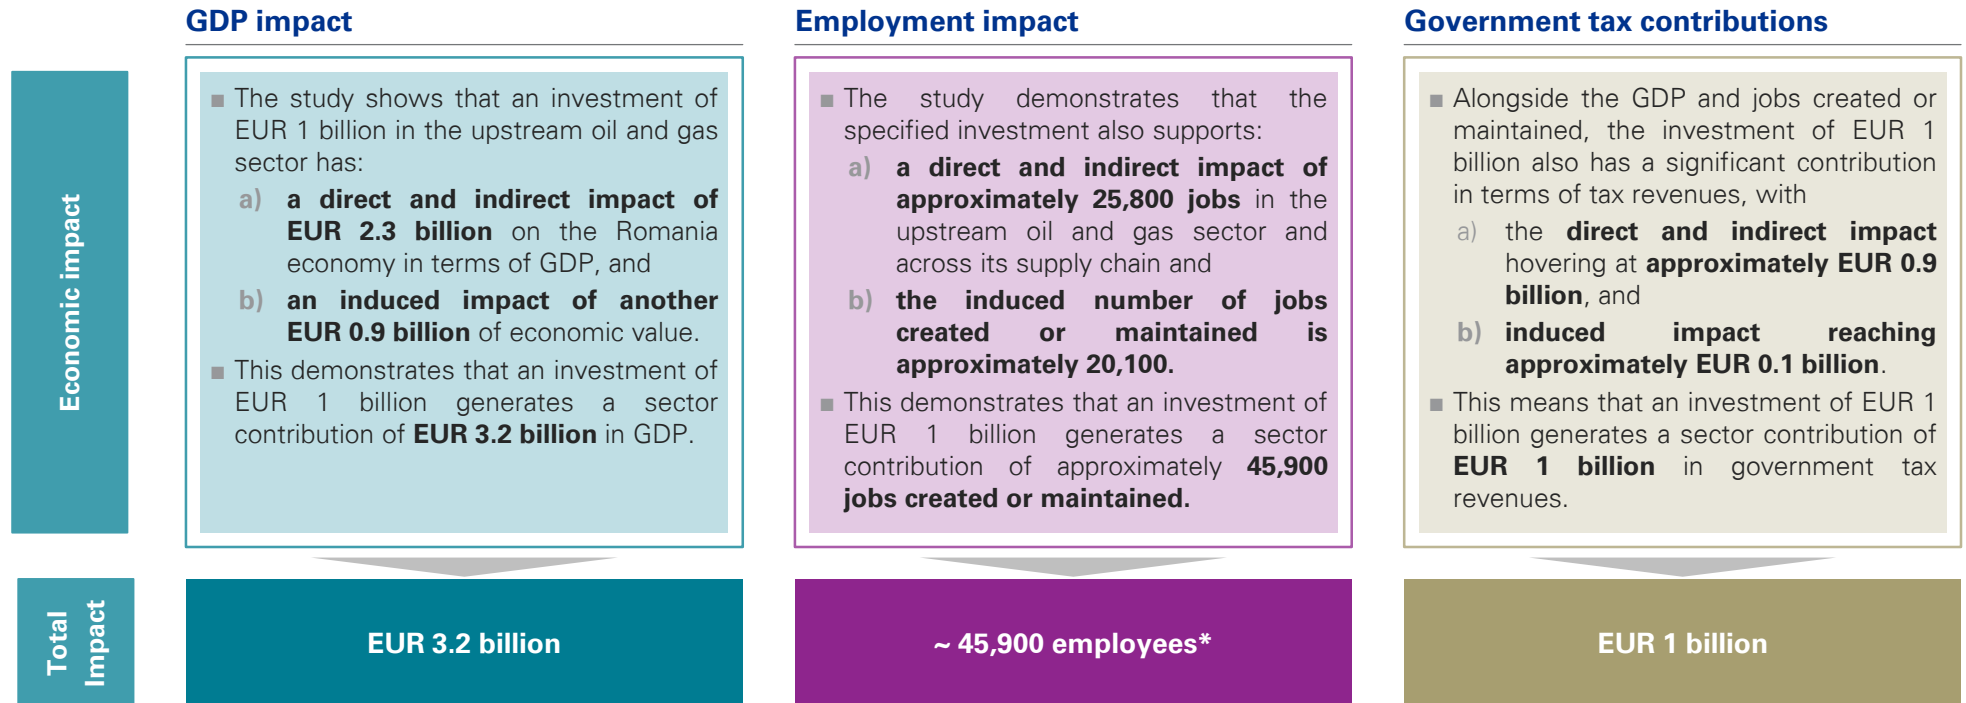 GDP impact
Employment impact
Government tax contributions
Economic impact
■ The study shows that an investment of
EUR 1 billion in the upstream oil and gas
sector has:
a) a direct and indirect impact of
EUR 2.3 billion on the Romania
economy in terms of GDP, and
b) an induced impact of another
EUR 0.9 billion of economic value.
■ This demonstrates that an investment of
EUR 1 billion generates a sector
contribution of EUR 3.2 billion in GDP.
■ The study demonstrates that the
specified investment also supports:
a) a direct and indirect impact of
approximately 25,800 jobs in the
upstream oil and gas sector and
across its supply chain and
b) the induced number of jobs
created or maintained is
approximately 20,100.
■ This demonstrates that an investment of
EUR 1 billion generates a sector
contribution of approximately 45,900
jobs created or maintained.
■ Alongside the GDP and jobs created or
maintained, the investment of EUR 1
billion also has a significant contribution
in terms of tax revenues, with
a) the direct and indirect impact
hovering at approximately EUR 0.9
billion, and
b) induced impact reaching
approximately EUR 0.1 billion.
■ This means that an investment of EUR 1
billion generates a sector contribution of
EUR 1 billion in government tax
revenues.
Total
Impact
EUR 3.2 billion
~ 45,900 employees*
EUR 1 billion